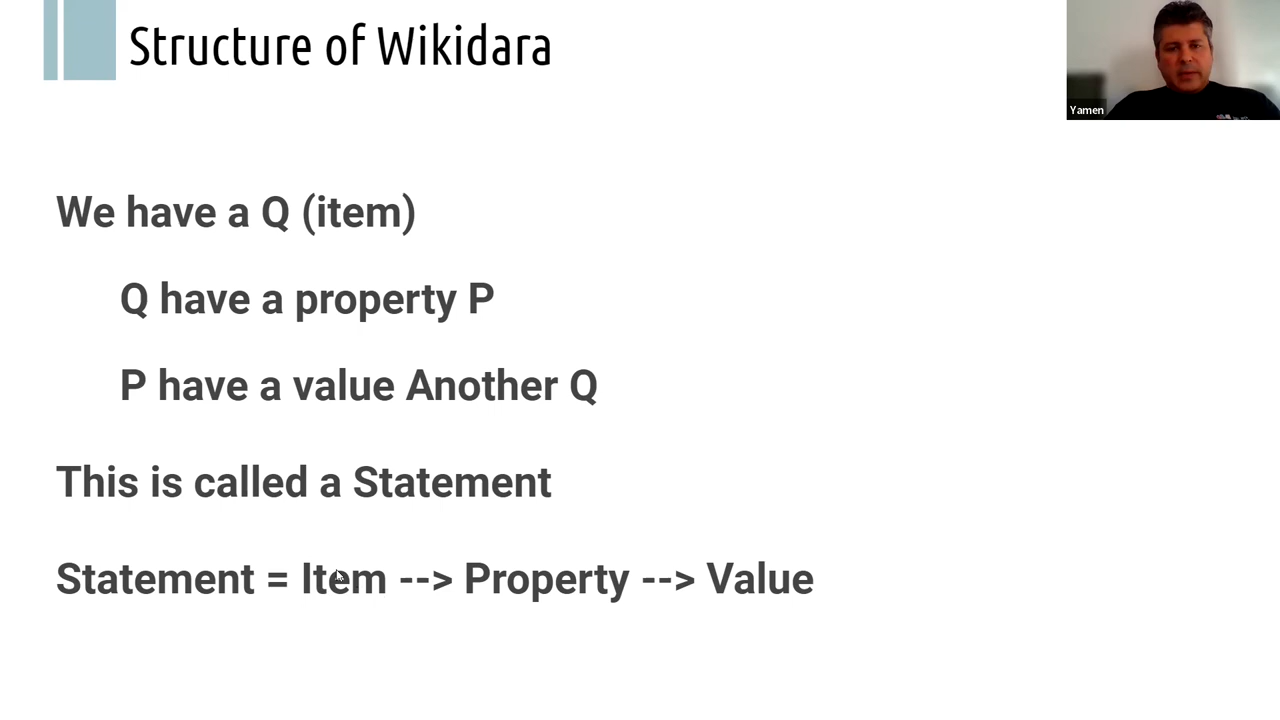 Structure of Wikidara
Yamen
We have a Q (item)
Q have a property P
P have a value Another Q
This is called a Statement
Statement = Item --> Property --> Value